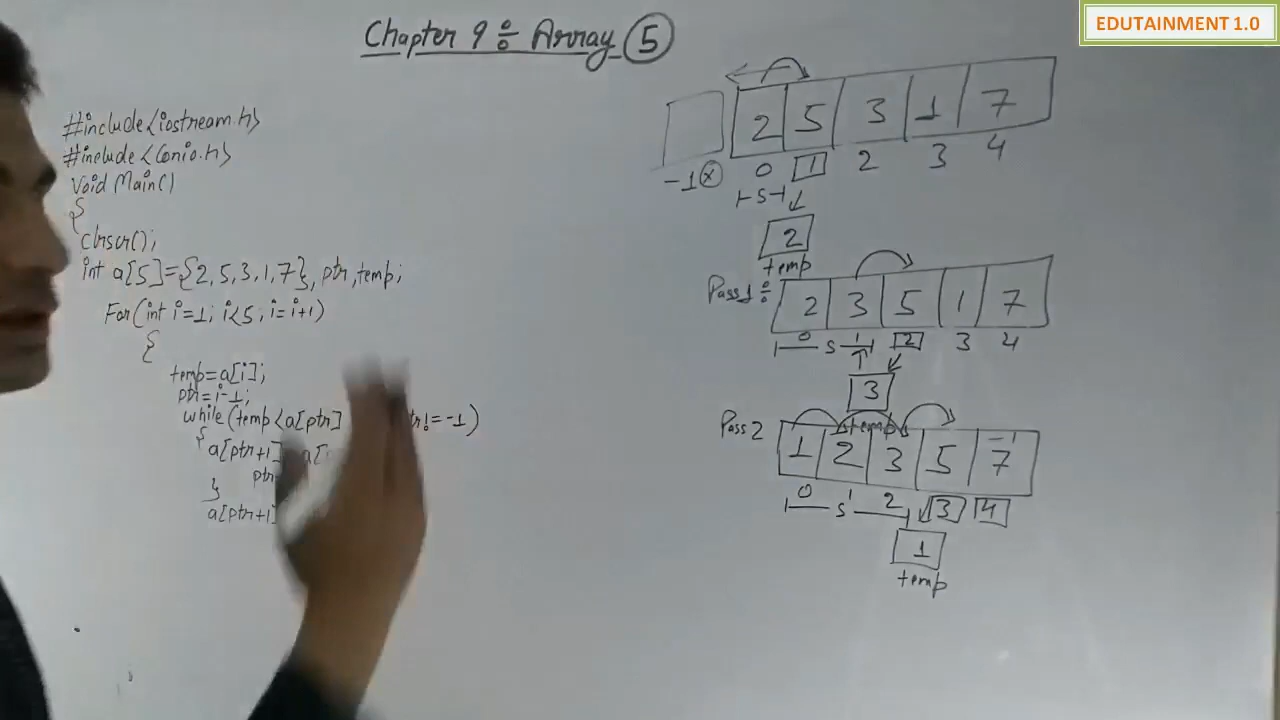 EDUTAINMENT 1.0
Chapter 9 ÷ Array 5
#include<iostream.h>
#include<Conio.h>
Void Main()
{
Clrscr();
int a[5]={2,5,3,1,7},ptr,temp;
For(int i=1; i<5; i=i+1)
{
temp=a[i];
ptr=i-1;
while(temp<a[ptr] !=-1)
{
a[ptr+1] a[
ptr
}
a[ptr+1]
2 5 3 1 7
-1 x 0 1 2 3 4
S
2
temp
Pass1 2 3 5 1 7
0 S 1 2 3 4
3
temp
Pass 2 1 2 3 5 7
0 S 1 2 3 4
1
temp